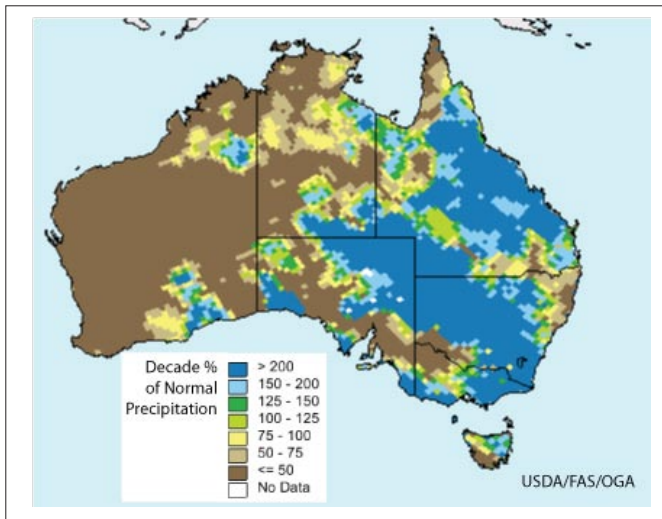 Decade %
of Normal
Precipitation
> 200
150 - 200
125 - 150
100 - 125
75 - 100
50 - 75
<= 50
No Data
USDA/FAS/OGA